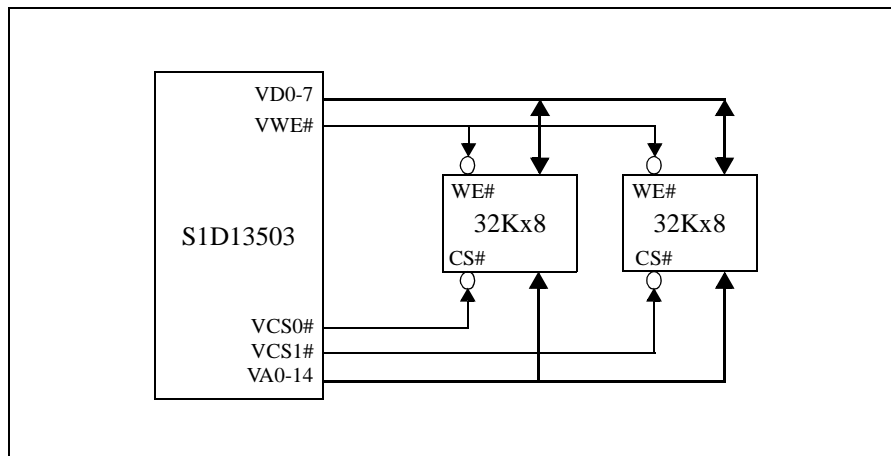 VD0-7
VWE#
S1D13503
VCS0#
VCS1#
VA0-14
WE#
32Kx8
CS#
WE#
32Kx8
CS#